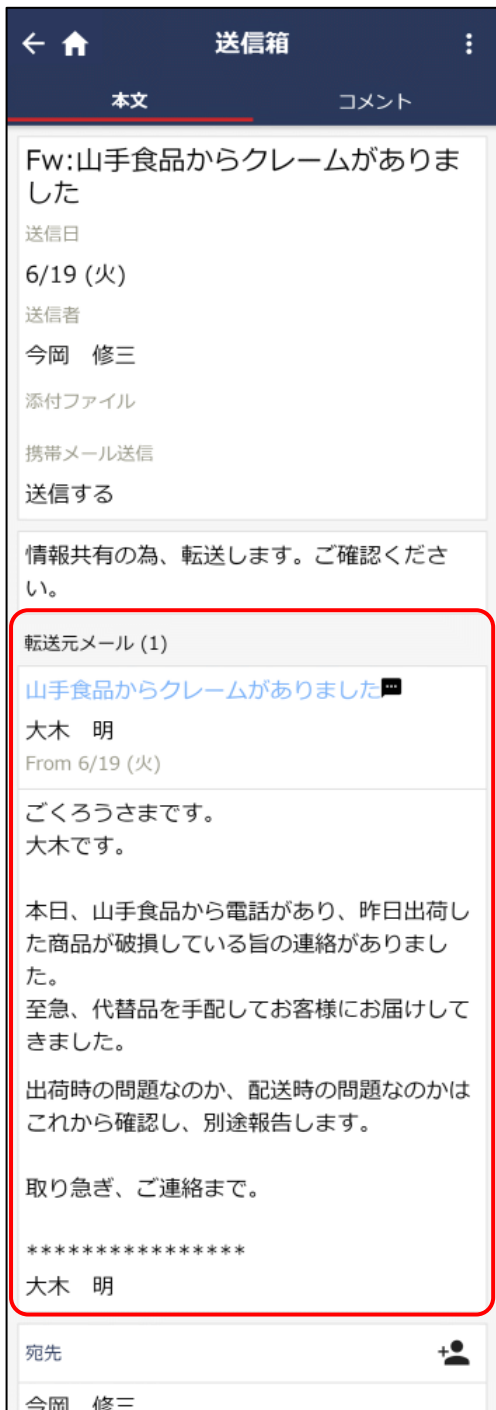 送信箱
本文 コメント
Fw:山手食品からクレームがありま
した
送信日
6/19 (火)
送信者
今岡　修三
添付ファイル
携帯メール送信
送信する
情報共有の為、転送します。ご確認くださ
い。
転送元メール (1)
山手食品からクレームがありました
大木　明
From 6/19 (火)
ごくろうさまです。
大木です。
本日、山手食品から電話があり、昨日出荷し
た商品が破損している旨の連絡がありまし
た。
至急、代替品を手配してお客様にお届けして
きました。
出荷時の問題なのか、配送時の問題なのかは
これから確認し、別途報告します。
取り急ぎ、ご連絡まで。
****************
大木　明
宛先
今岡　修三